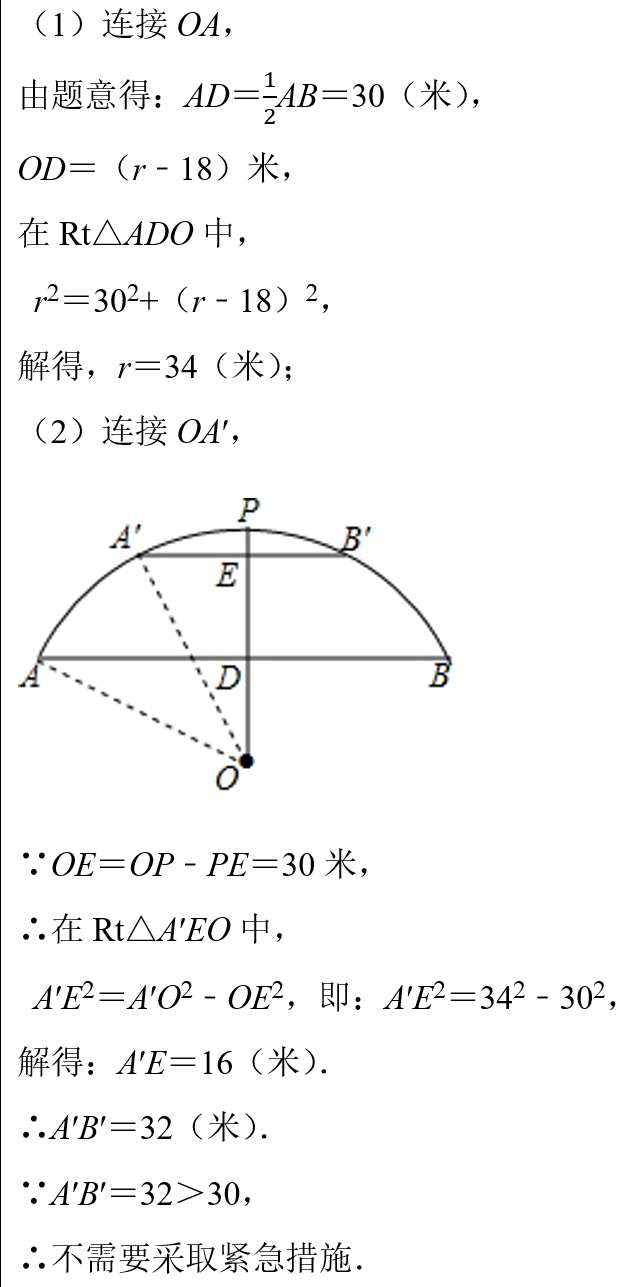 （1）连接 OA，
由题意得：AD＝1/2AB＝30（米），
OD＝（r﹣18）米，
在 Rt△ADO 中，
r²＝30²+（r﹣18）²，
解得，r＝34（米）；
（2）连接 OA′，
P
A′
B′
E
A
D
B
O
∵OE＝OP﹣PE＝30 米，
∴在 Rt△A′EO 中，
A′E²＝A′O²﹣OE²，即：A′E²＝34²﹣30²，
解得：A′E＝16（米）．
∴A′B′＝32（米）．
∵A′B′＝32＞30，
∴不需要采取紧急措施．